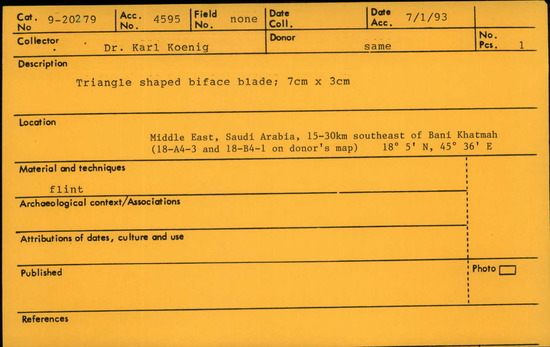 Cat. No 9-20279 Acc. No. 4595 Field No. none Date Coll. Date Acc. 7/1/93
Collector Dr. Karl Koenig Donor same No. Pcs. 1
Description
Triangle shaped biface blade; 7cm x 3cm
Location
Middle East, Saudi Arabia, 15-30km southeast of Bani Khatmah
(18-A4-3 and 18-B4-1 on donor's map) 18° 5' N, 45° 36' E
Material and techniques
flint
Archaeological context/Associations
Attributions of dates, culture and use
Published Photo
References